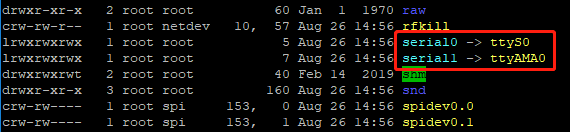 drwxr-xr-x 2 root root 60 Jan 1 1970 raw
crw-r--r-- 1 root netdev 10, 57 Aug 26 14:56 rfkill
lrwxrwxrwx 1 root root 5 Aug 26 14:56 serial0 -> ttyS0
lrwxrwxrwx 1 root root 7 Aug 26 14:56 serial1 -> ttyAMA0
drwxrwxrwt 2 root root 40 Feb 14 2019 shm
drwxr-xr-x 3 root root 160 Aug 26 14:56 snd
crw-rw---- 1 root spi 153, 0 Aug 26 14:56 spidev0.0
crw-rw---- 1 root spi 153, 1 Aug 26 14:56 spidev0.1